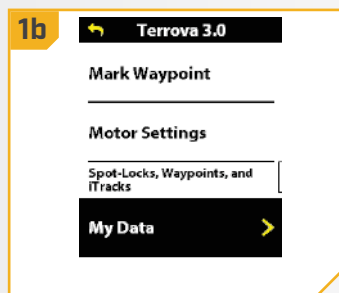 1b
Terrova 3.0
Mark Waypoint
Motor Settings
Spot-Locks, Waypoints, and
iTracks
My Data